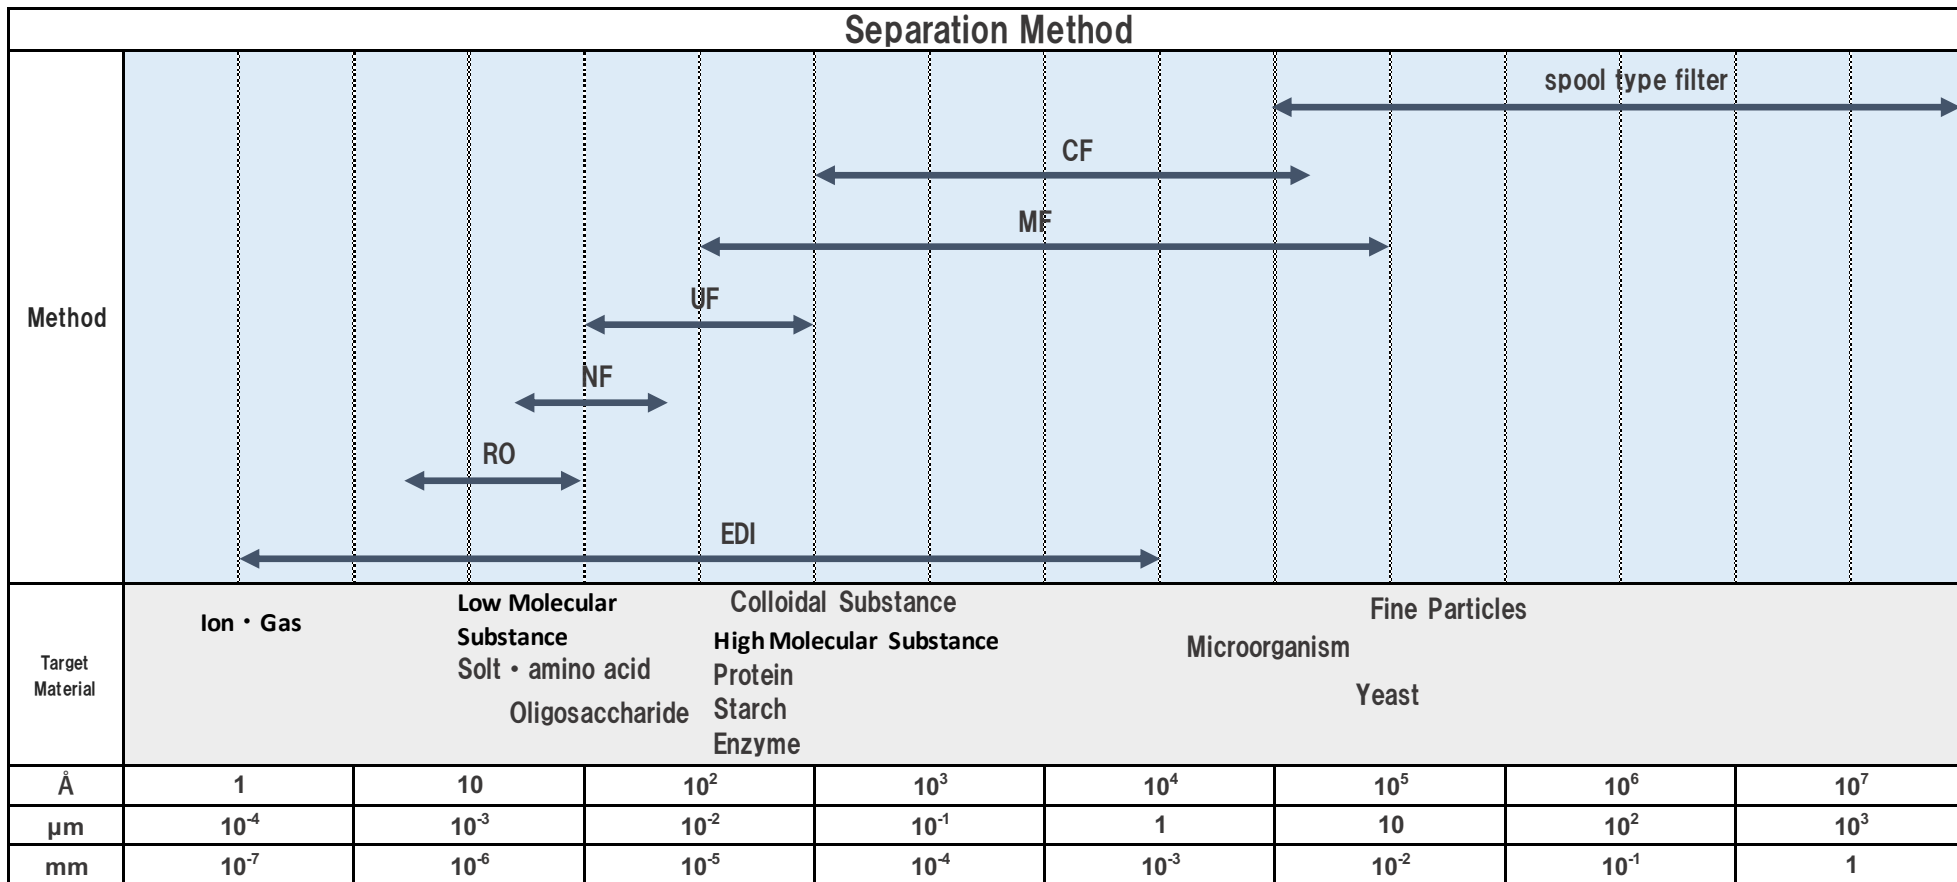 Separation Method
Method
spool type filter
CF
MF
UF
NF
RO
EDI
Target
Material
Ion・Gas
Low Molecular
Substance
Solt・amino acid
Oligosaccharide
Colloidal Substance
High Molecular Substance
Protein
Starch
Enzyme
Fine Particles
Microorganism
Yeast
Å 1 10 10² 10³ 10⁴ 10⁵ 10⁶ 10⁷
µm 10⁻⁴ 10⁻³ 10⁻² 10⁻¹ 1 10 10² 10³
mm 10⁻⁷ 10⁻⁶ 10⁻⁵ 10⁻⁴ 10⁻³ 10⁻² 10⁻¹ 1